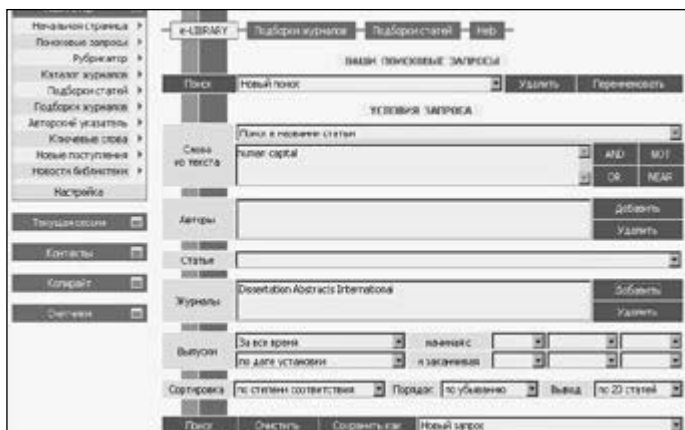 Начальная страница
Поисковые запросы
Рубрикатор
Каталог журналов
Подборки статей
Подборки журналов
Авторский указатель
Ключевые слова
Новые поступления
Новости библиотеки
Настройка
Текущая сессия
Контакты
Копирайт
Счетчики
e-LIBRARY Подборки журналов Подборки статей
ВАШИ ПОИСКОВЫЕ ЗАПРОСЫ
Поиск Новый поиск Удалить Переименовать
УСЛОВИЯ ЗАПРОСА
Поиск в названии статьи
Слова из текста human capital AND NOT
OR NEAR
Авторы Добавить
Удалить
Статьи
Журналы Dissertation Abstracts International Добавить
Удалить
Выпуски За все время начиная с
по дате установки и заканчивая
Сортировка по степени соответствия Порядок по убыванию Вывод по 20 статей
Поиск Очистить Сохранить как Новый запрос